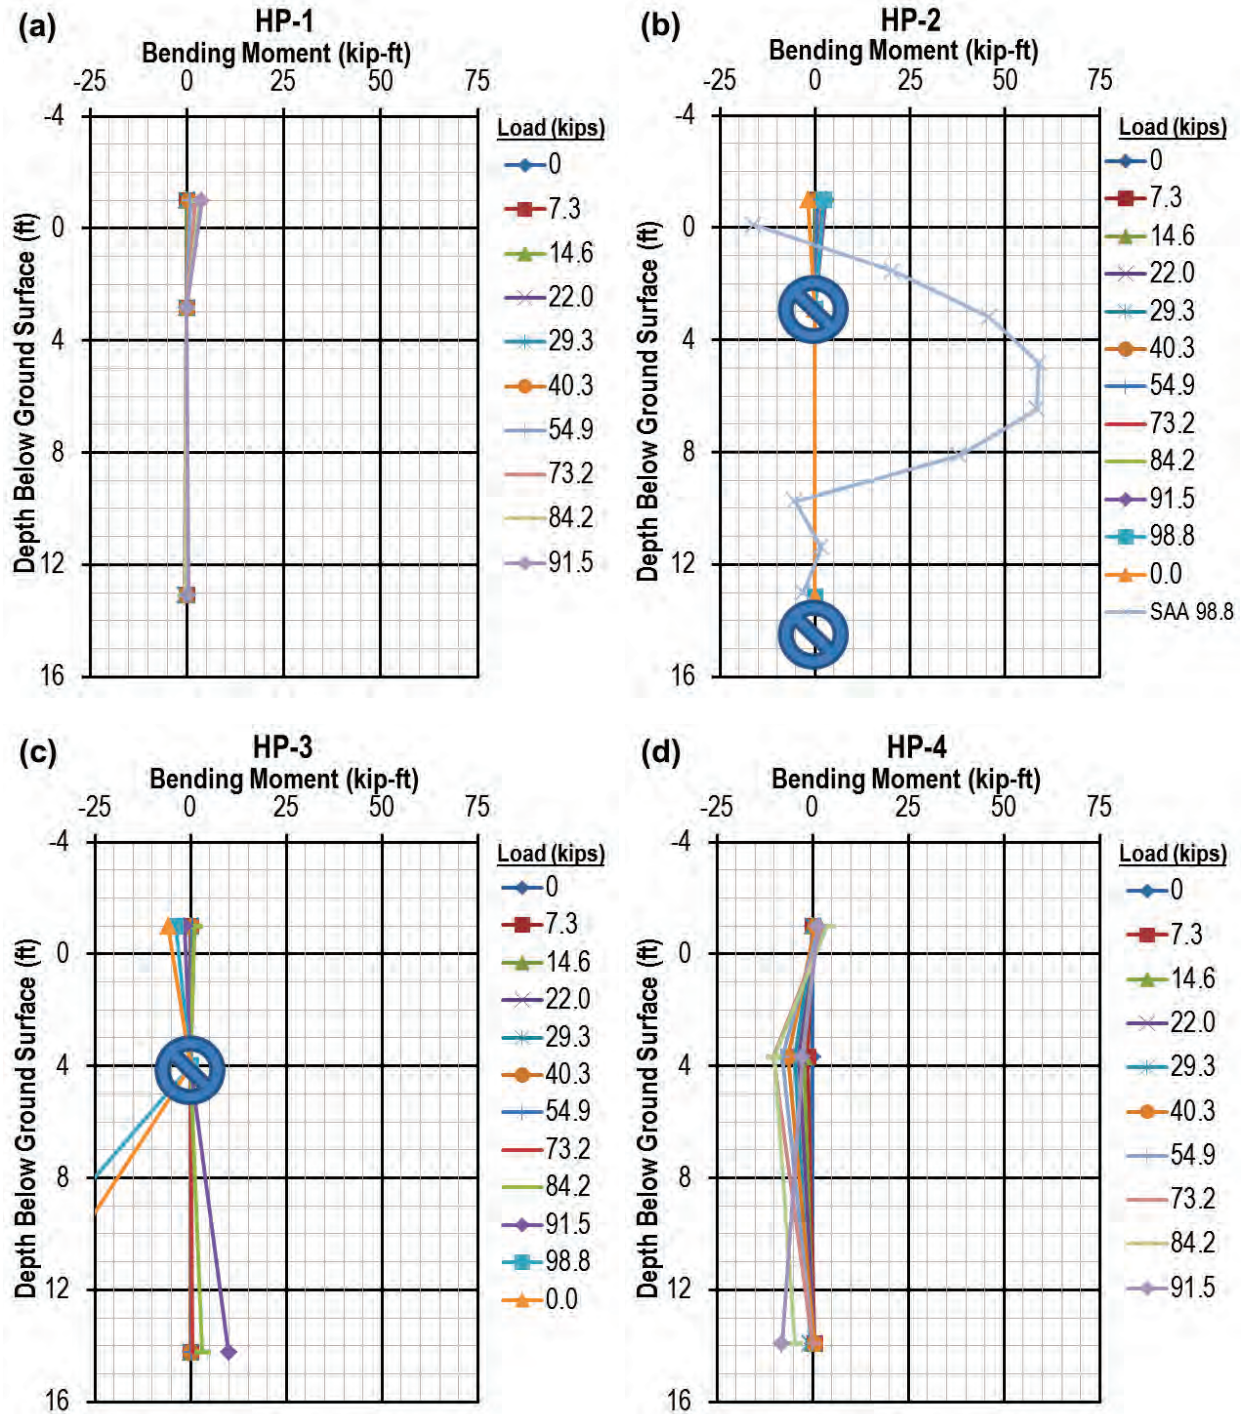 (a)
HP-1
Bending Moment (kip-ft)
-25 0 25 50 75
Depth Below Ground Surface (ft)
-4
0
4
8
12
16
Load (kips)
0
7.3
14.6
22.0
29.3
40.3
54.9
73.2
84.2
91.5
(b)
HP-2
Bending Moment (kip-ft)
-25 0 25 50 75
Depth Below Ground Surface (ft)
-4
0
4
8
12
16
Load (kips)
0
7.3
14.6
22.0
29.3
40.3
54.9
73.2
84.2
91.5
98.8
0.0
SAA 98.8
(c)
HP-3
Bending Moment (kip-ft)
-25 0 25 50 75
Depth Below Ground Surface (ft)
-4
0
4
8
12
16
Load (kips)
0
7.3
14.6
22.0
29.3
40.3
54.9
73.2
84.2
91.5
98.8
0.0
(d)
HP-4
Bending Moment (kip-ft)
-25 0 25 50 75
Depth Below Ground Surface (ft)
-4
0
4
8
12
16
Load (kips)
0
7.3
14.6
22.0
29.3
40.3
54.9
73.2
84.2
91.5